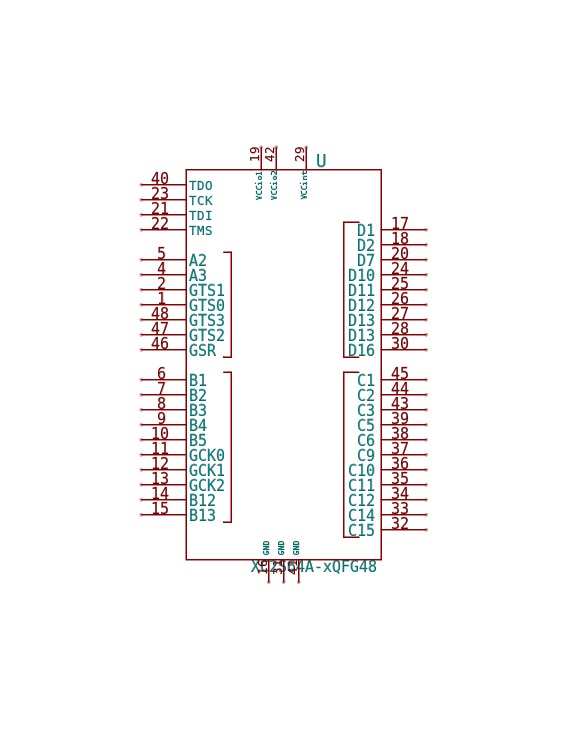 19 42 29
U
VCCio1 VCCio2 VCCint
40 TDO
23 TCK
21 TDI
22 TMS
5 A2
4 A3
2 GTS1
1 GTS0
48 GTS3
47 GTS2
46 GSR
6 B1
7 B2
8 B3
9 B4
10 B5
11 GCK0
12 GCK1
13 GCK2
14 B12
15 B13
D1 17
D2 18
D7 20
D10 24
D11 25
D12 26
D13 27
D13 28
D16 30
C1 45
C2 44
C3 43
C5 39
C6 38
C9 37
C10 36
C11 35
C12 34
C14 33
C15 32
GND GND GND